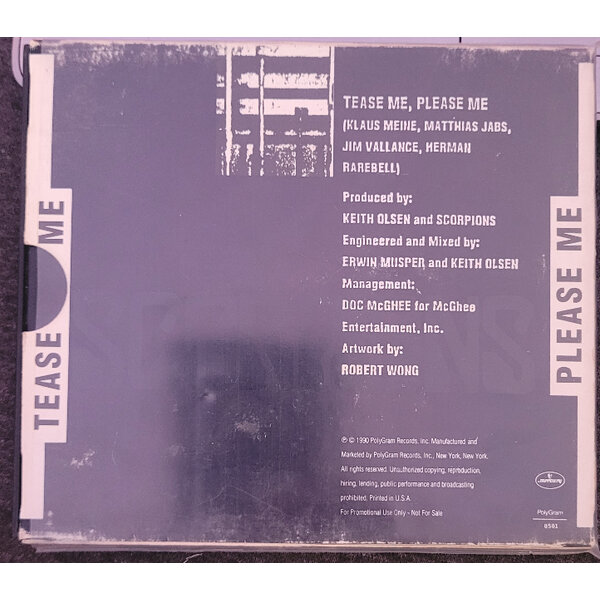 TEASE ME
TEASE ME, PLEASE ME
(KLAUS MEINE, MATTHIAS JABS,
JIM VALLANCE, HERMAN
RAREBELL)
Produced by:
KEITH OLSEN and SCORPIONS
Engineered and Mixed by:
ERWIN MUSPER and KEITH OLSEN
Management:
DOC McGHEE for McGhee
Entertainment, Inc.
Artwork by:
ROBERT WONG
PLEASE ME
℗ © 1990 PolyGram Records, Inc. Manufactured and
Marketed by PolyGram Records, Inc., New York, New York.
All rights reserved. Unauthorized copying, reproduction,
hiring, lending, public performance and broadcasting
prohibited. Printed in U.S.A.
For Promotional Use Only - Not For Sale
PolyGram